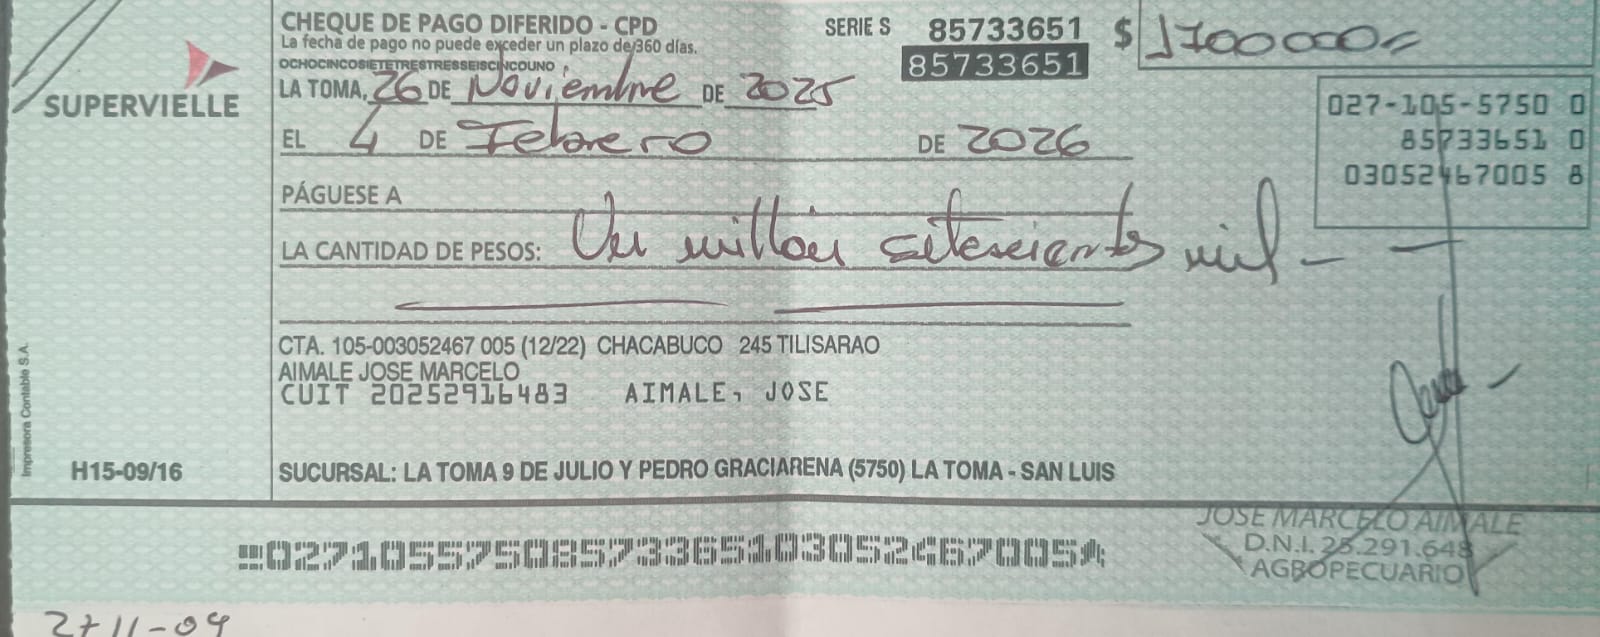 CHEQUE DE PAGO DIFERIDO - CPD
La fecha de pago no puede exceder un plazo de 360 días.
OCHOCINCOSIETETRESTRESSEISCINCOUNO
SERIE S 85733651
85733651
$ 1700000=
SUPERVIELLE
LA TOMA, 26 DE Noviembre DE 2025
EL 4 DE Febrero DE 2026
027-105-5750 0
85733651 0
03052467005 8
PÁGUESE A
LA CANTIDAD DE PESOS: Un millon setescientos mil -
CTA. 105-003052467 005 (12/22) CHACABUCO 245 TILISARAO
AIMALE JOSE MARCELO
CUIT 20252916483 AIMALE, JOSE
Impresora Contable S.A.
H15-09/16
SUCURSAL: LA TOMA 9 DE JULIO Y PEDRO GRACIARENA (5750) LA TOMA - SAN LUIS
JOSE MARCELO AIMALE
D.N.I. 25.291.648
AGROPECUARIO
02710557508573365103052467005
27 11-09